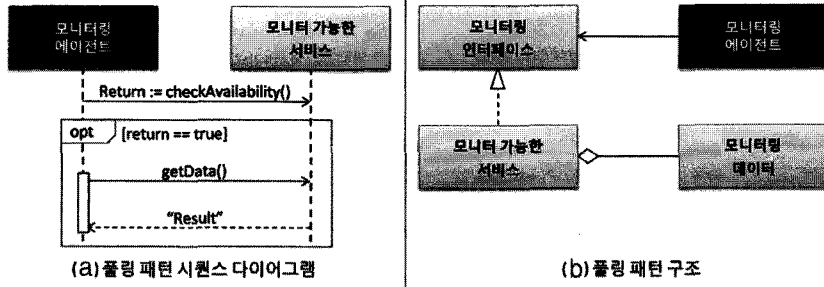 모니터링
에이전트
모니터 가능한
서비스
Return := checkAvailability()
opt
[return == true]
getData()
"Result"
(a) 풀링 패턴 시퀀스 다이어그램
모니터링
인터페이스
모니터링
에이전트
모니터 가능한
서비스
모니터링
데이터
(b) 풀링 패턴 구조